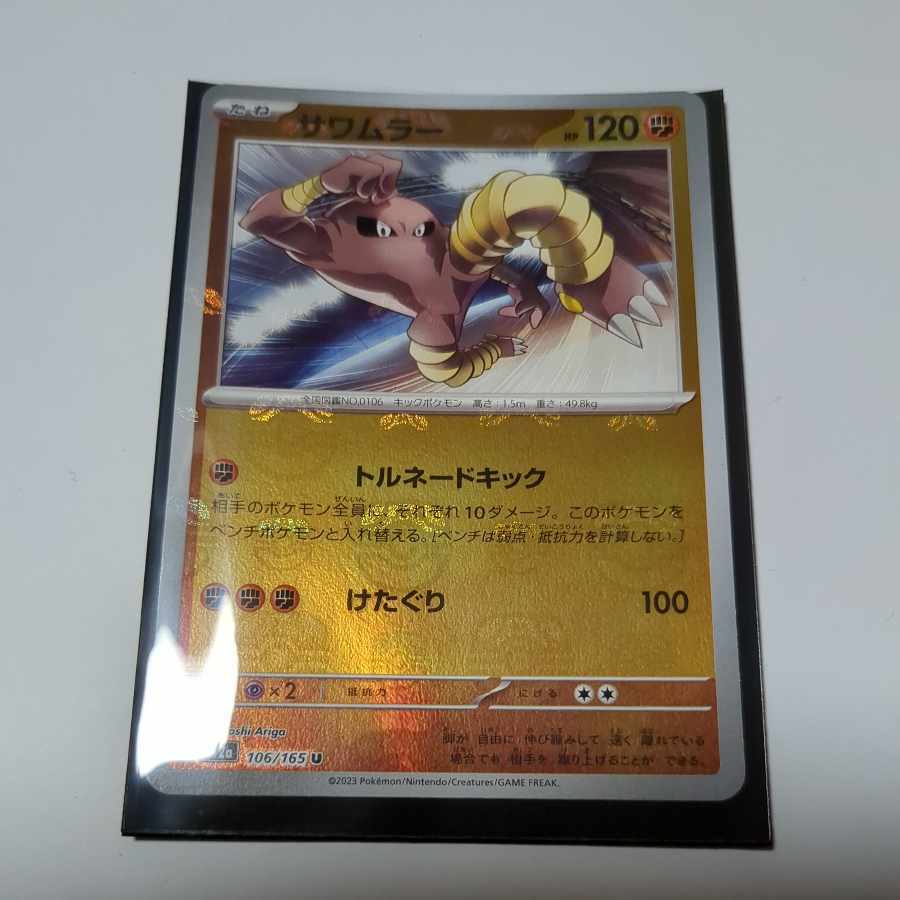 たね サワムラー HP 120
全国図鑑NO.0106 キックポケモン 高さ：1.5m 重さ：49.8kg
トルネードキック
相手のポケモン全員に、それぞれ10ダメージ。このポケモンを
ベンチポケモンと入れ替える。［ベンチは弱点・抵抗力を計算しない。］
けたぐり 100
×2 抵抗力 にげる
oshi Ariga
脚が自由に伸び縮みして遠く離れている
場合でも相手を蹴り上げることができる。
106/165 U
©2023 Pokémon/Nintendo/Creatures/GAME FREAK.